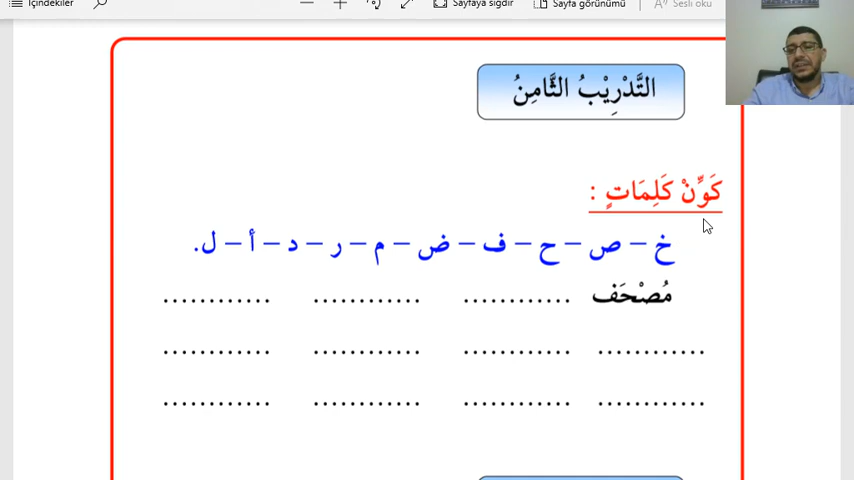 İçindekiler Sayfaya sığdır Sayfa görünümü Sesli oku
التَّدْرِيْبُ الثَّامِنُ
كَوِّنْ كَلِمَاتٍ :
خ – ص – ح – ف – ض – م – ر – د – أ – ل.
مُصْحَف ............ ............ ............
............ ............ ............ ............
............ ............ ............ ............